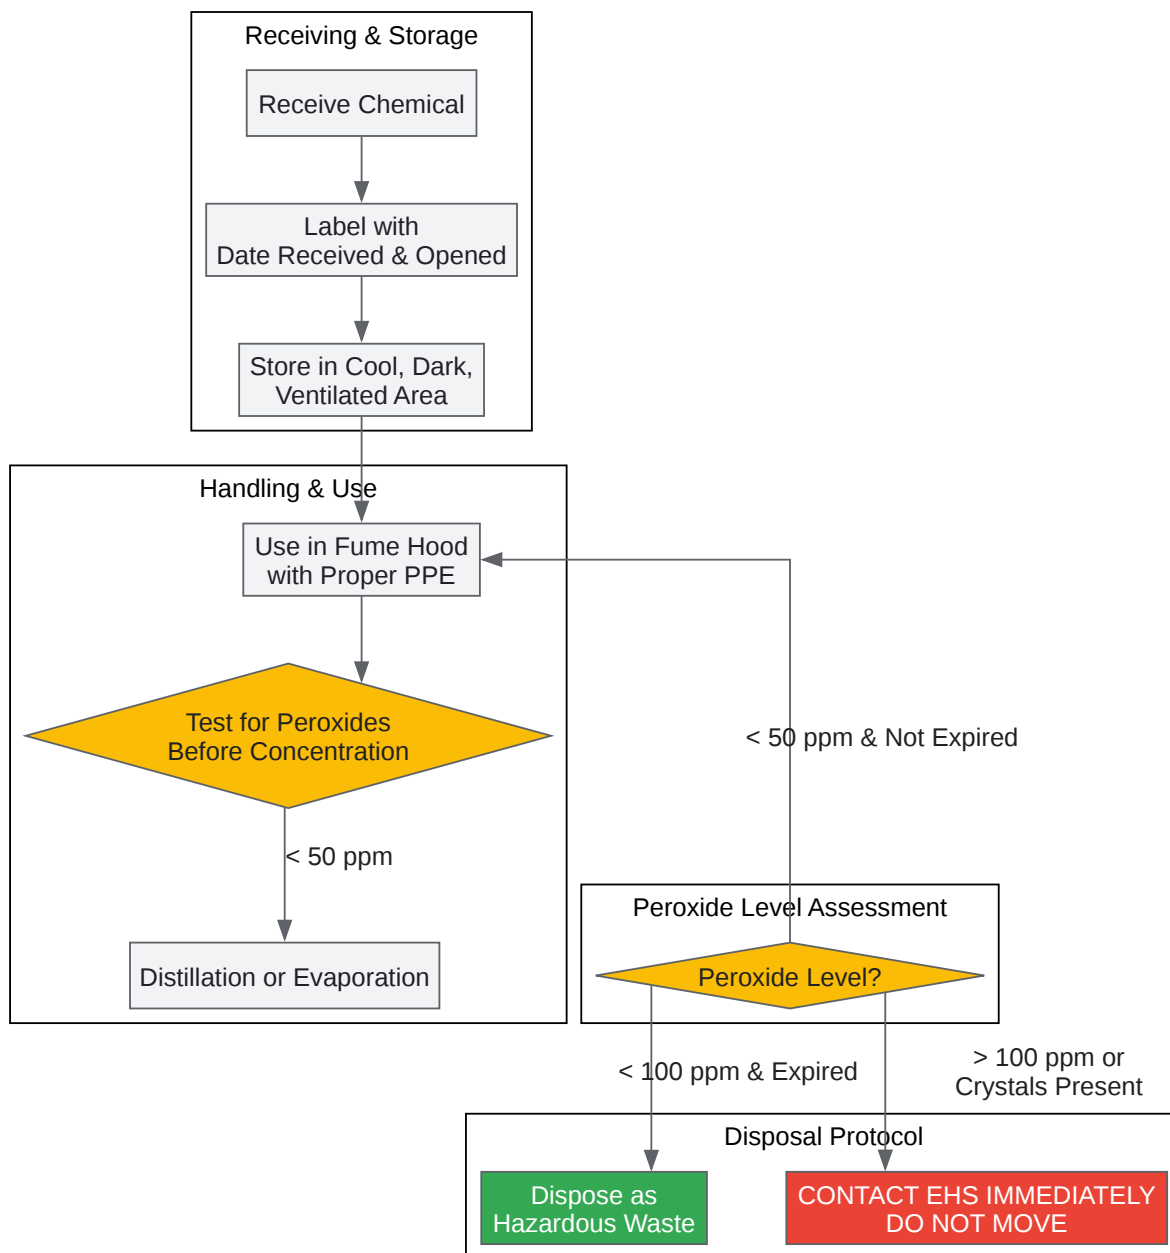 Receiving & Storage
Receive Chemical
Label with
Date Received & Opened
Store in Cool, Dark,
Ventilated Area
Handling & Use
Use in Fume Hood
with Proper PPE
Test for Peroxides
Before Concentration
< 50 ppm & Not Expired
< 50 ppm
Peroxide Level Assessment
Distillation or Evaporation
Peroxide Level?
< 100 ppm & Expired
> 100 ppm or
Crystals Present
Disposal Protocol
Dispose as
Hazardous Waste
CONTACT EHS IMMEDIATELY
DO NOT MOVE